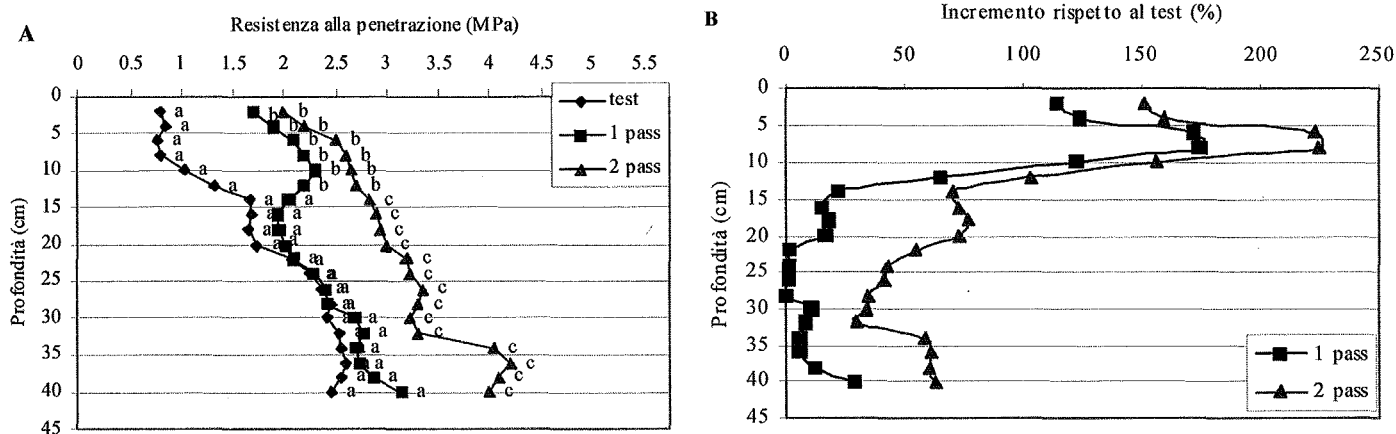 A
Resistenza alla penetrazione (MPa)
0 0.5 1 1.5 2 2.5 3 3.5 4 4.5 5 5.5
Profondità (cm)
0
5
10
15
20
25
30
35
40
45
test
1 pass
2 pass
a b b
a b b
a b b
a b b
a b b
a b b
a a c
a a c
a a c
a a c
a a c
a a c
a a c
a a c
a a c
a a c
a a c
a a c
a a c
a a c
B
Incremento rispetto al test (%)
0 50 100 150 200 250
Profondità (cm)
0
5
10
15
20
25
30
35
40
45
1 pass
2 pass